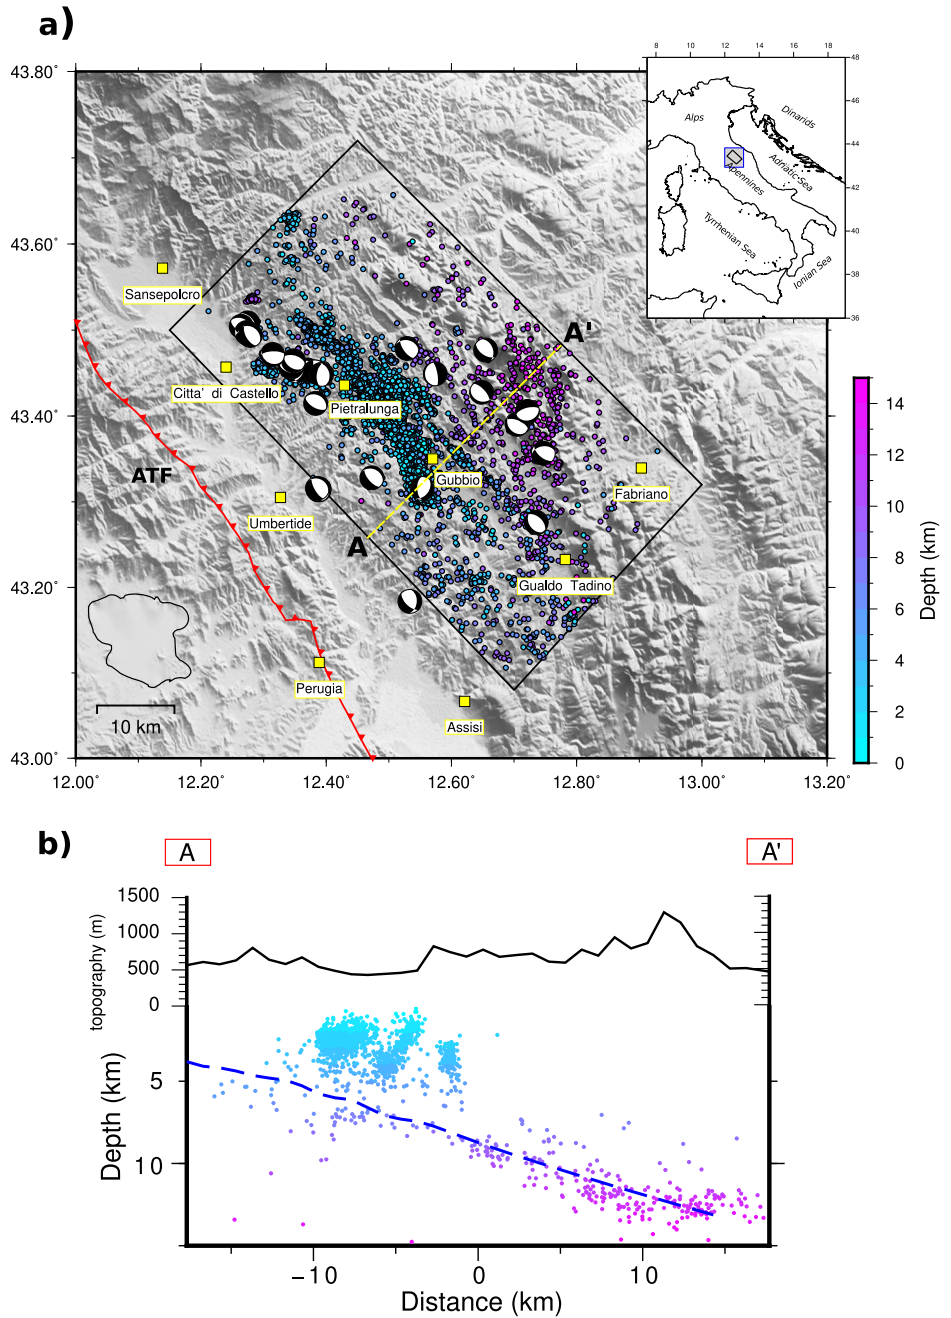 a)
8 10 12 14 16 18
48
46
44
42
40
38
36
Alps
Dinarids
Adriatic Sea
Apennines
Tyrrhenian Sea
Ionian Sea
43.80°
43.60°
43.40°
43.20°
43.00°
12.00 12.20 12.40 12.60 12.80 13.00 13.20
Sansepolcro
Citta' di Castello
Pietralunga
A'
ATF
Gubbio
Fabriano
Umbertide
A
Gualdo Tadino
Perugia
Assisi
10 km
14
12
10
8
6
4
2
0
Depth (km)
b)
A
A'
1500
1000
500
0
topography (m)
5
10
Depth (km)
−10 0 10
Distance (km)